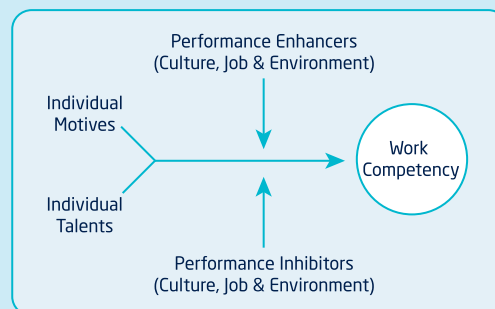 Performance Enhancers
(Culture, Job & Environment)
Individual
Motives
Work
Competency
Individual
Talents
Performance Inhibitors
(Culture, Job & Environment)